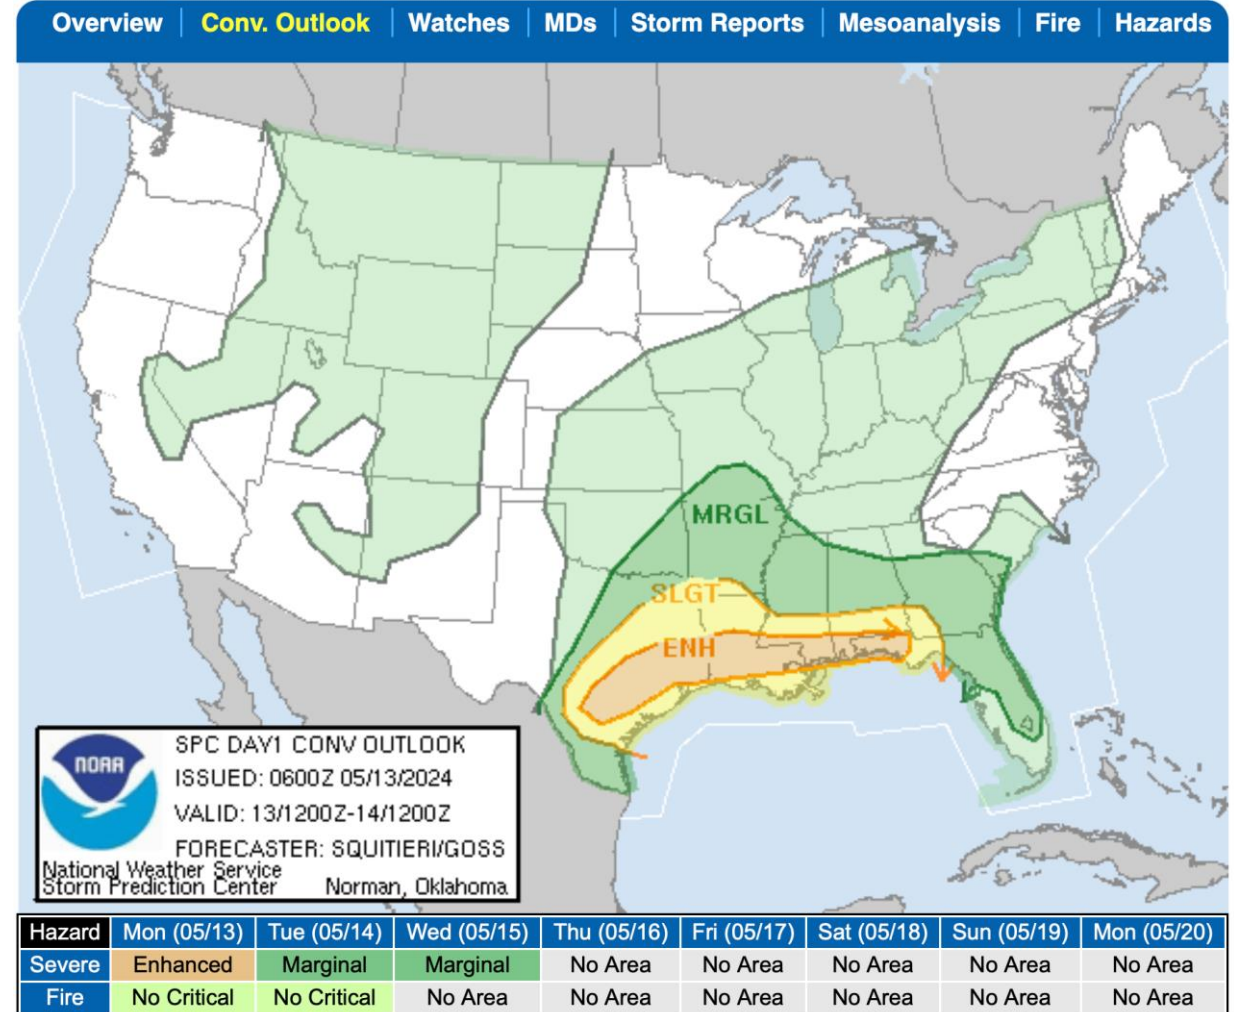 Overview Conv. Outlook Watches MDs Storm Reports Mesoanalysis Fire Hazards
MRGL
SLGT
ENH
SPC DAY1 CONV OUTLOOK
ISSUED: 0600Z 05/13/2024
VALID: 13/1200Z-14/1200Z
FORECASTER: SQUITIERI/GOSS
NOAA
National Weather Service
Storm Prediction Center Norman, Oklahoma
Hazard Mon (05/13) Tue (05/14) Wed (05/15) Thu (05/16) Fri (05/17) Sat (05/18) Sun (05/19) Mon (05/20)
Severe Enhanced Marginal Marginal No Area No Area No Area No Area No Area
Fire No Critical No Critical No Area No Area No Area No Area No Area No Area